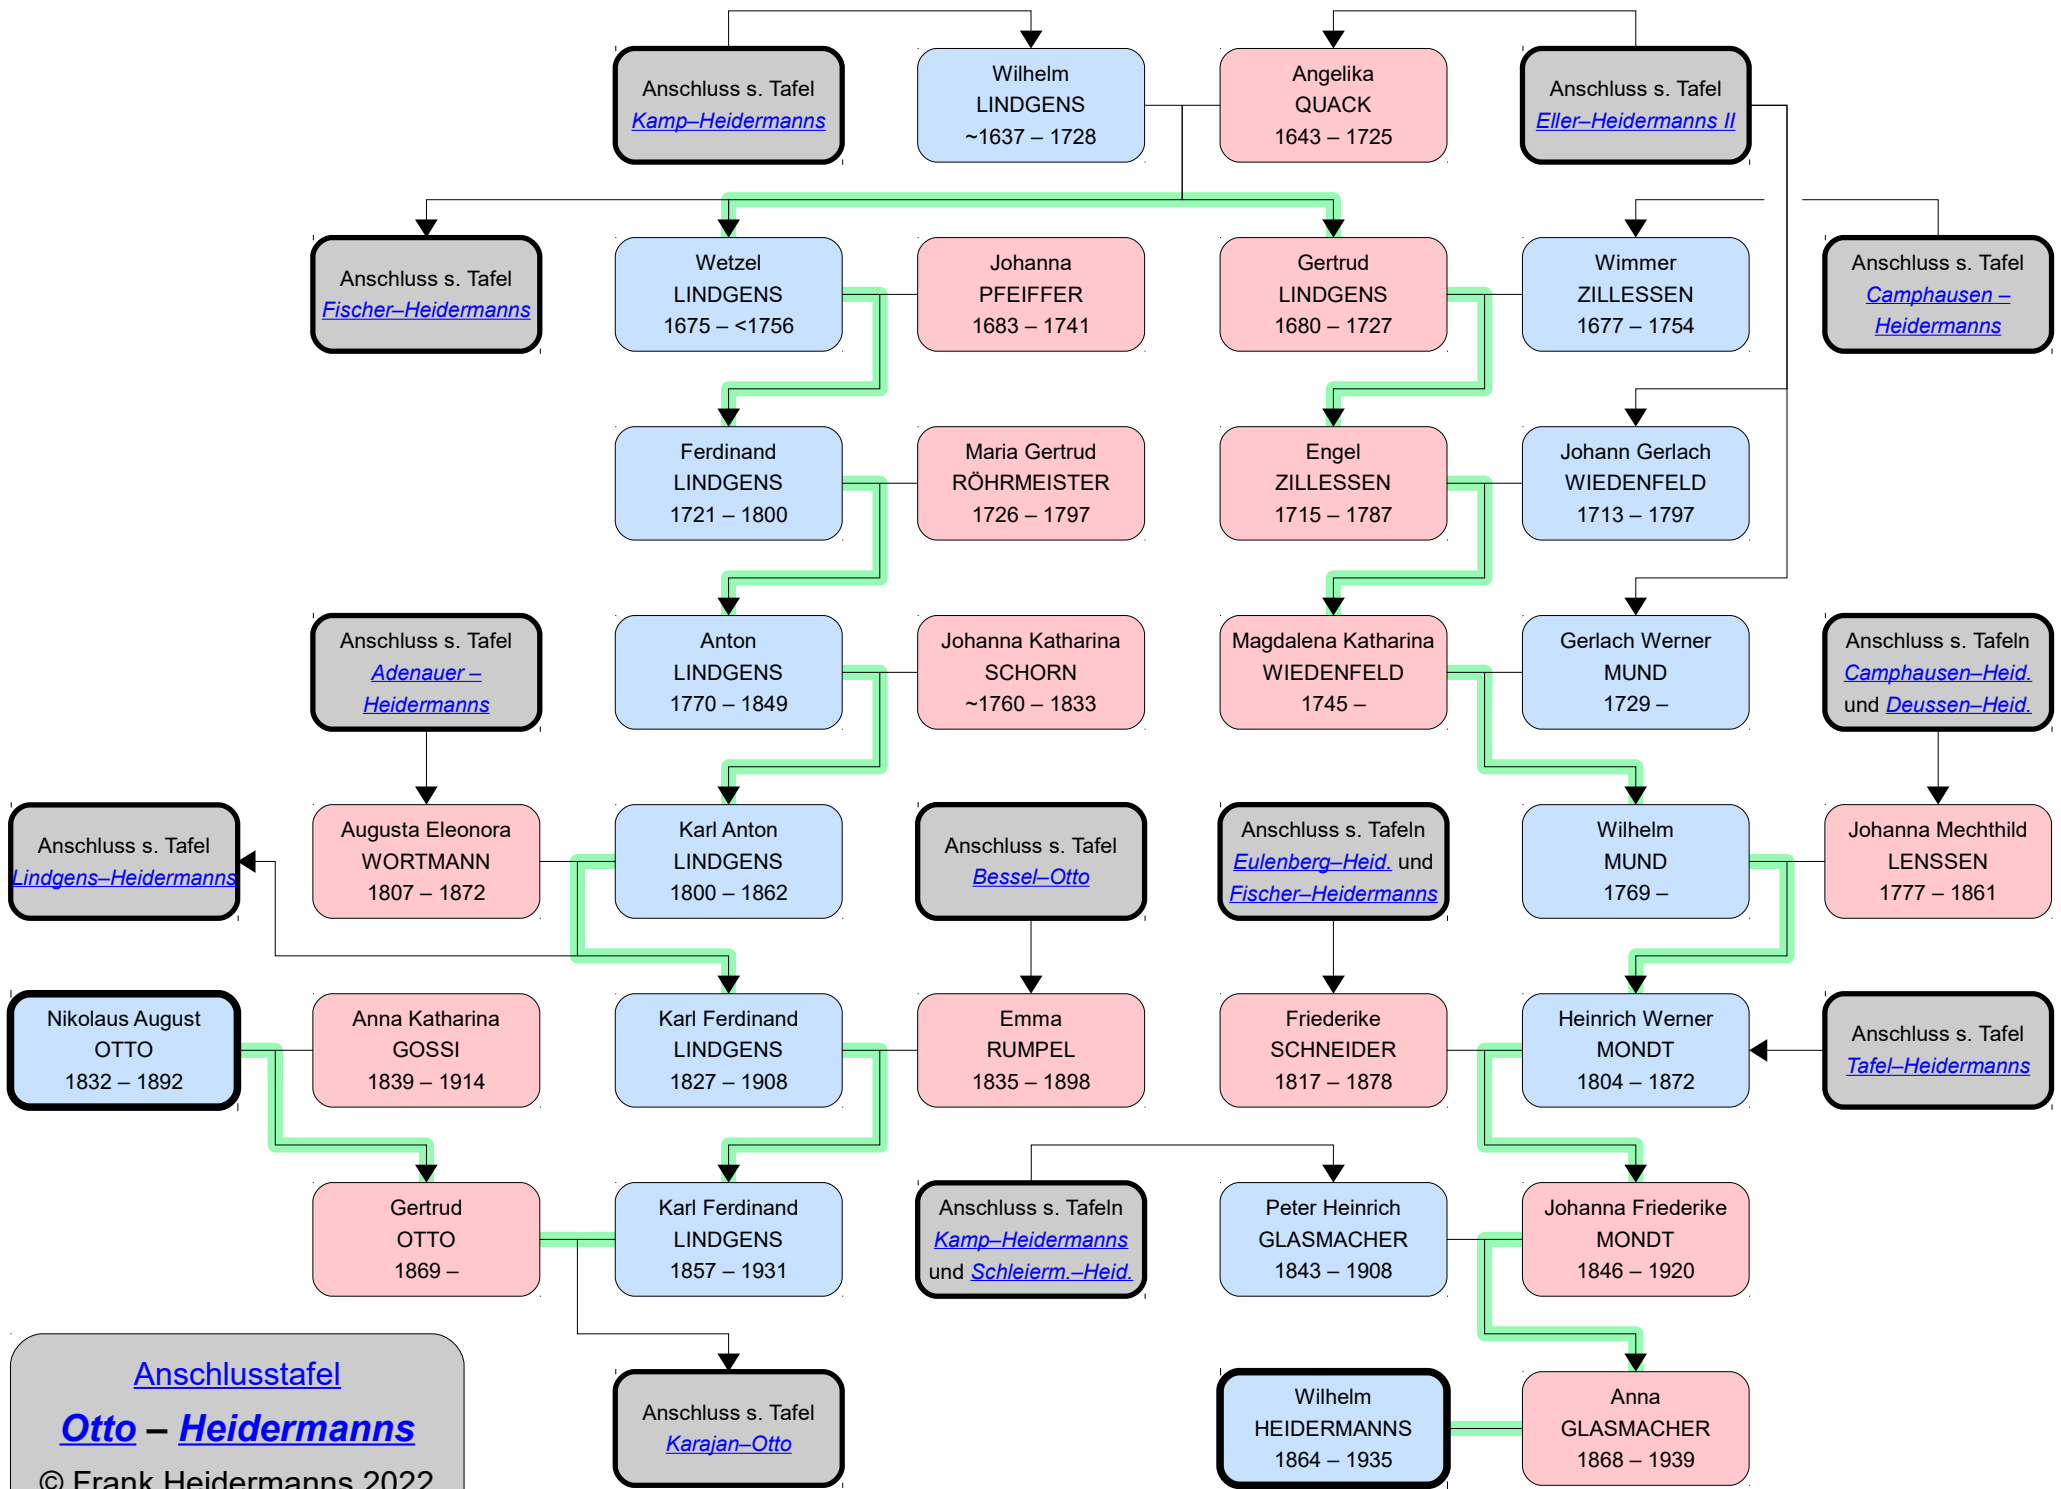 Anschluss s. Tafel
Kamp–Heidermanns
Wilhelm
LINDGENS
~1637 – 1728
Angelika
QUACK
1643 – 1725
Anschluss s. Tafel
Eller–Heidermanns II
Anschluss s. Tafel
Fischer–Heidermanns
Wetzel
LINDGENS
1675 – <1756
Johanna
PFEIFFER
1683 – 1741
Gertrud
LINDGENS
1680 – 1727
Wimmer
ZILLESSEN
1677 – 1754
Anschluss s. Tafel
Camphausen –
Heidermanns
Ferdinand
LINDGENS
1721 – 1800
Maria Gertrud
RÖHRMEISTER
1726 – 1797
Engel
ZILLESSEN
1715 – 1787
Johann Gerlach
WIEDENFELD
1713 – 1797
Anschluss s. Tafel
Adenauer –
Heidermanns
Anton
LINDGENS
1770 – 1849
Johanna Katharina
SCHORN
~1760 – 1833
Magdalena Katharina
WIEDENFELD
1745 –
Gerlach Werner
MUND
1729 –
Anschluss s. Tafeln
Camphausen–Heid.
und Deussen–Heid.
Anschluss s. Tafel
Lindgens–Heidermanns
Augusta Eleonora
WORTMANN
1807 – 1872
Karl Anton
LINDGENS
1800 – 1862
Anschluss s. Tafel
Bessel–Otto
Anschluss s. Tafeln
Eulenberg–Heid. und
Fischer–Heidermanns
Wilhelm
MUND
1769 –
Johanna Mechthild
LENSSEN
1777 – 1861
Nikolaus August
OTTO
1832 – 1892
Anna Katharina
GOSSI
1839 – 1914
Karl Ferdinand
LINDGENS
1827 – 1908
Emma
RUMPEL
1835 – 1898
Friederike
SCHNEIDER
1817 – 1878
Heinrich Werner
MONDT
1804 – 1872
Anschluss s. Tafel
Tafel–Heidermanns
Gertrud
OTTO
1869 –
Karl Ferdinand
LINDGENS
1857 – 1931
Anschluss s. Tafeln
Kamp–Heidermanns
und Schleierm.–Heid.
Peter Heinrich
GLASMACHER
1843 – 1908
Johanna Friederike
MONDT
1846 – 1920
Anschlusstafel
Otto – Heidermanns
© Frank Heidermanns 2022
Anschluss s. Tafel
Karajan–Otto
Wilhelm
HEIDERMANNS
1864 – 1935
Anna
GLASMACHER
1868 – 1939